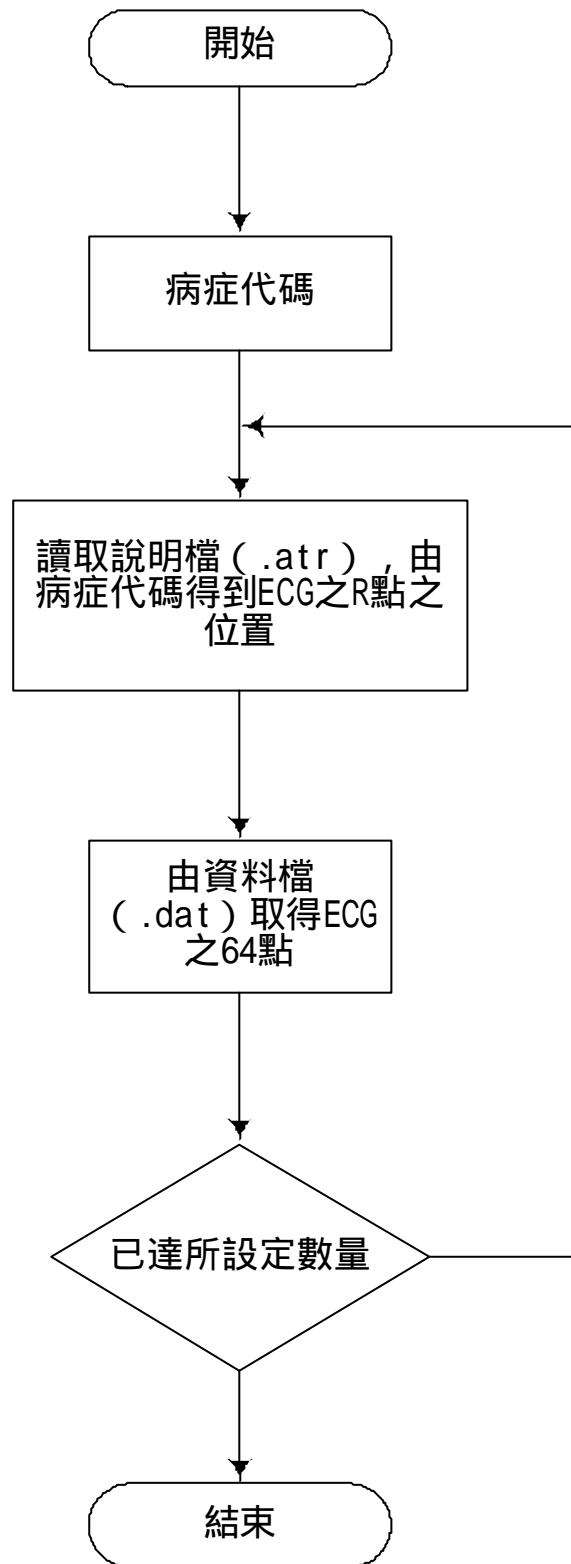 開始
病症代碼
讀取說明檔（.atr）,由
病症代碼得到ECG之R點之
位置
由資料檔
（.dat）取得ECG
之64點
已達所設定數量
結束